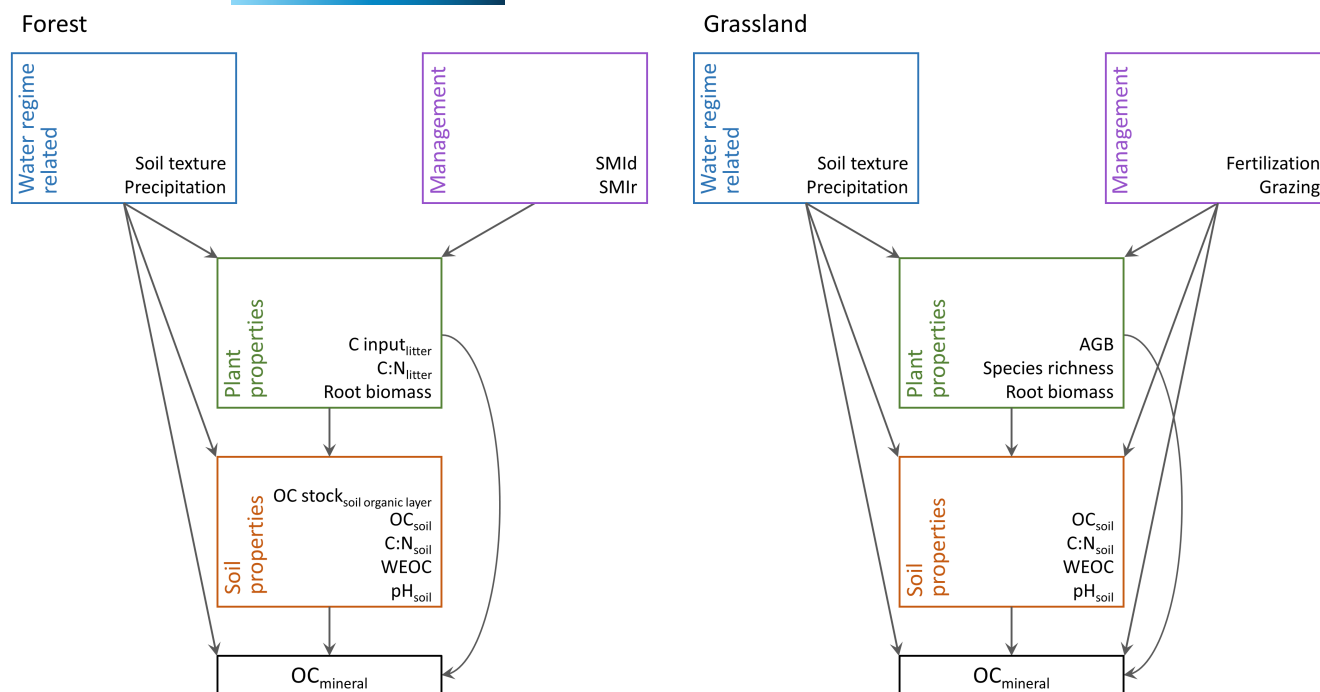 Forest
Water regime
related
Soil texture
Precipitation
Management
SMId
SMIr
Plant
properties
C input litter
C:N litter
Root biomass
Soil
properties
OC stock soil organic layer
OC soil
C:N soil
WEOC
pH soil
OC mineral
Grassland
Water regime
related
Soil texture
Precipitation
Management
Fertilization
Grazing
Plant
properties
AGB
Species richness
Root biomass
Soil
properties
OC soil
C:N soil
WEOC
pH soil
OC mineral